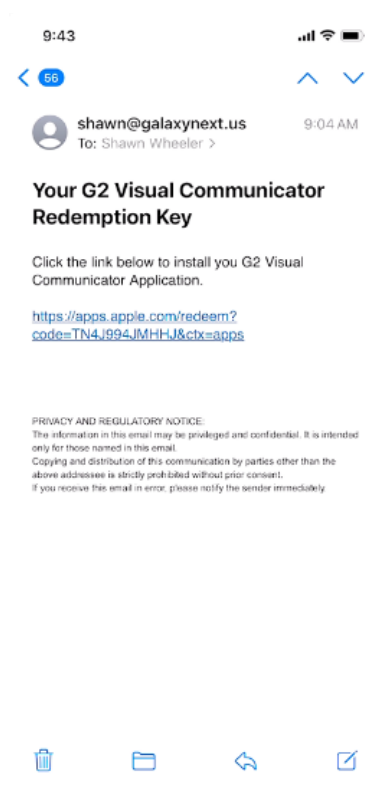 9:43
56
shawn@galaxynext.us
9:04 AM
To: Shawn Wheeler >
Your G2 Visual Communicator
Redemption Key
Click the link below to install you G2 Visual
Communicator Application.
https://apps.apple.com/redeem?
code=TN4J994JMHHJ&ctx=apps
PRIVACY AND REGULATORY NOTICE:
The information in this email may be privileged and confidential. It is intended
only for those named in this email.
Copying and distribution of this communication by parties other than the
above addressee is strictly prohibited without prior consent.
If you receive this email in error, please notify the sender immediately.